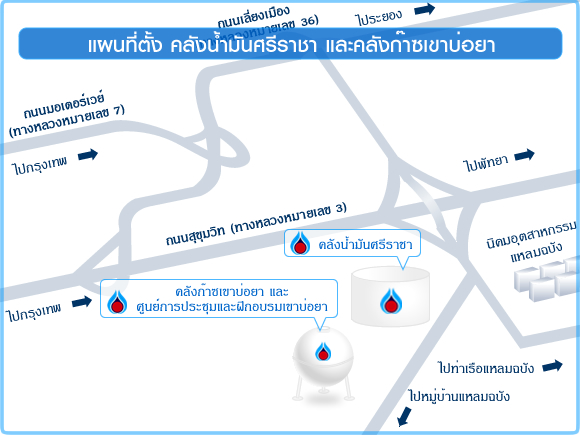 ถนนเลี่ยงเมือง
(ทางหลวงหมายเลข 36)
ไประยอง
แผนที่ตั้ง คลังน้ำมันศรีราชา และคลังก๊าซเขาบ่อยา
ถนนมอเตอร์เวย์
(ทางหลวงหมายเลข 7)
ไปกรุงเทพ
ไปพัทยา
ถนนสุขุมวิท (ทางหลวงหมายเลข 3)
คลังน้ำมันศรีราชา
นิคมอุตสาหกรรม
แหลมฉบัง
คลังก๊าซเขาบ่อยา และ
ศูนย์การประชุมและฝึกอบรมเขาบ่อยา
ไปกรุงเทพ
ไปท่าเรือแหลมฉบัง
ไปหมู่บ้านแหลมฉบัง